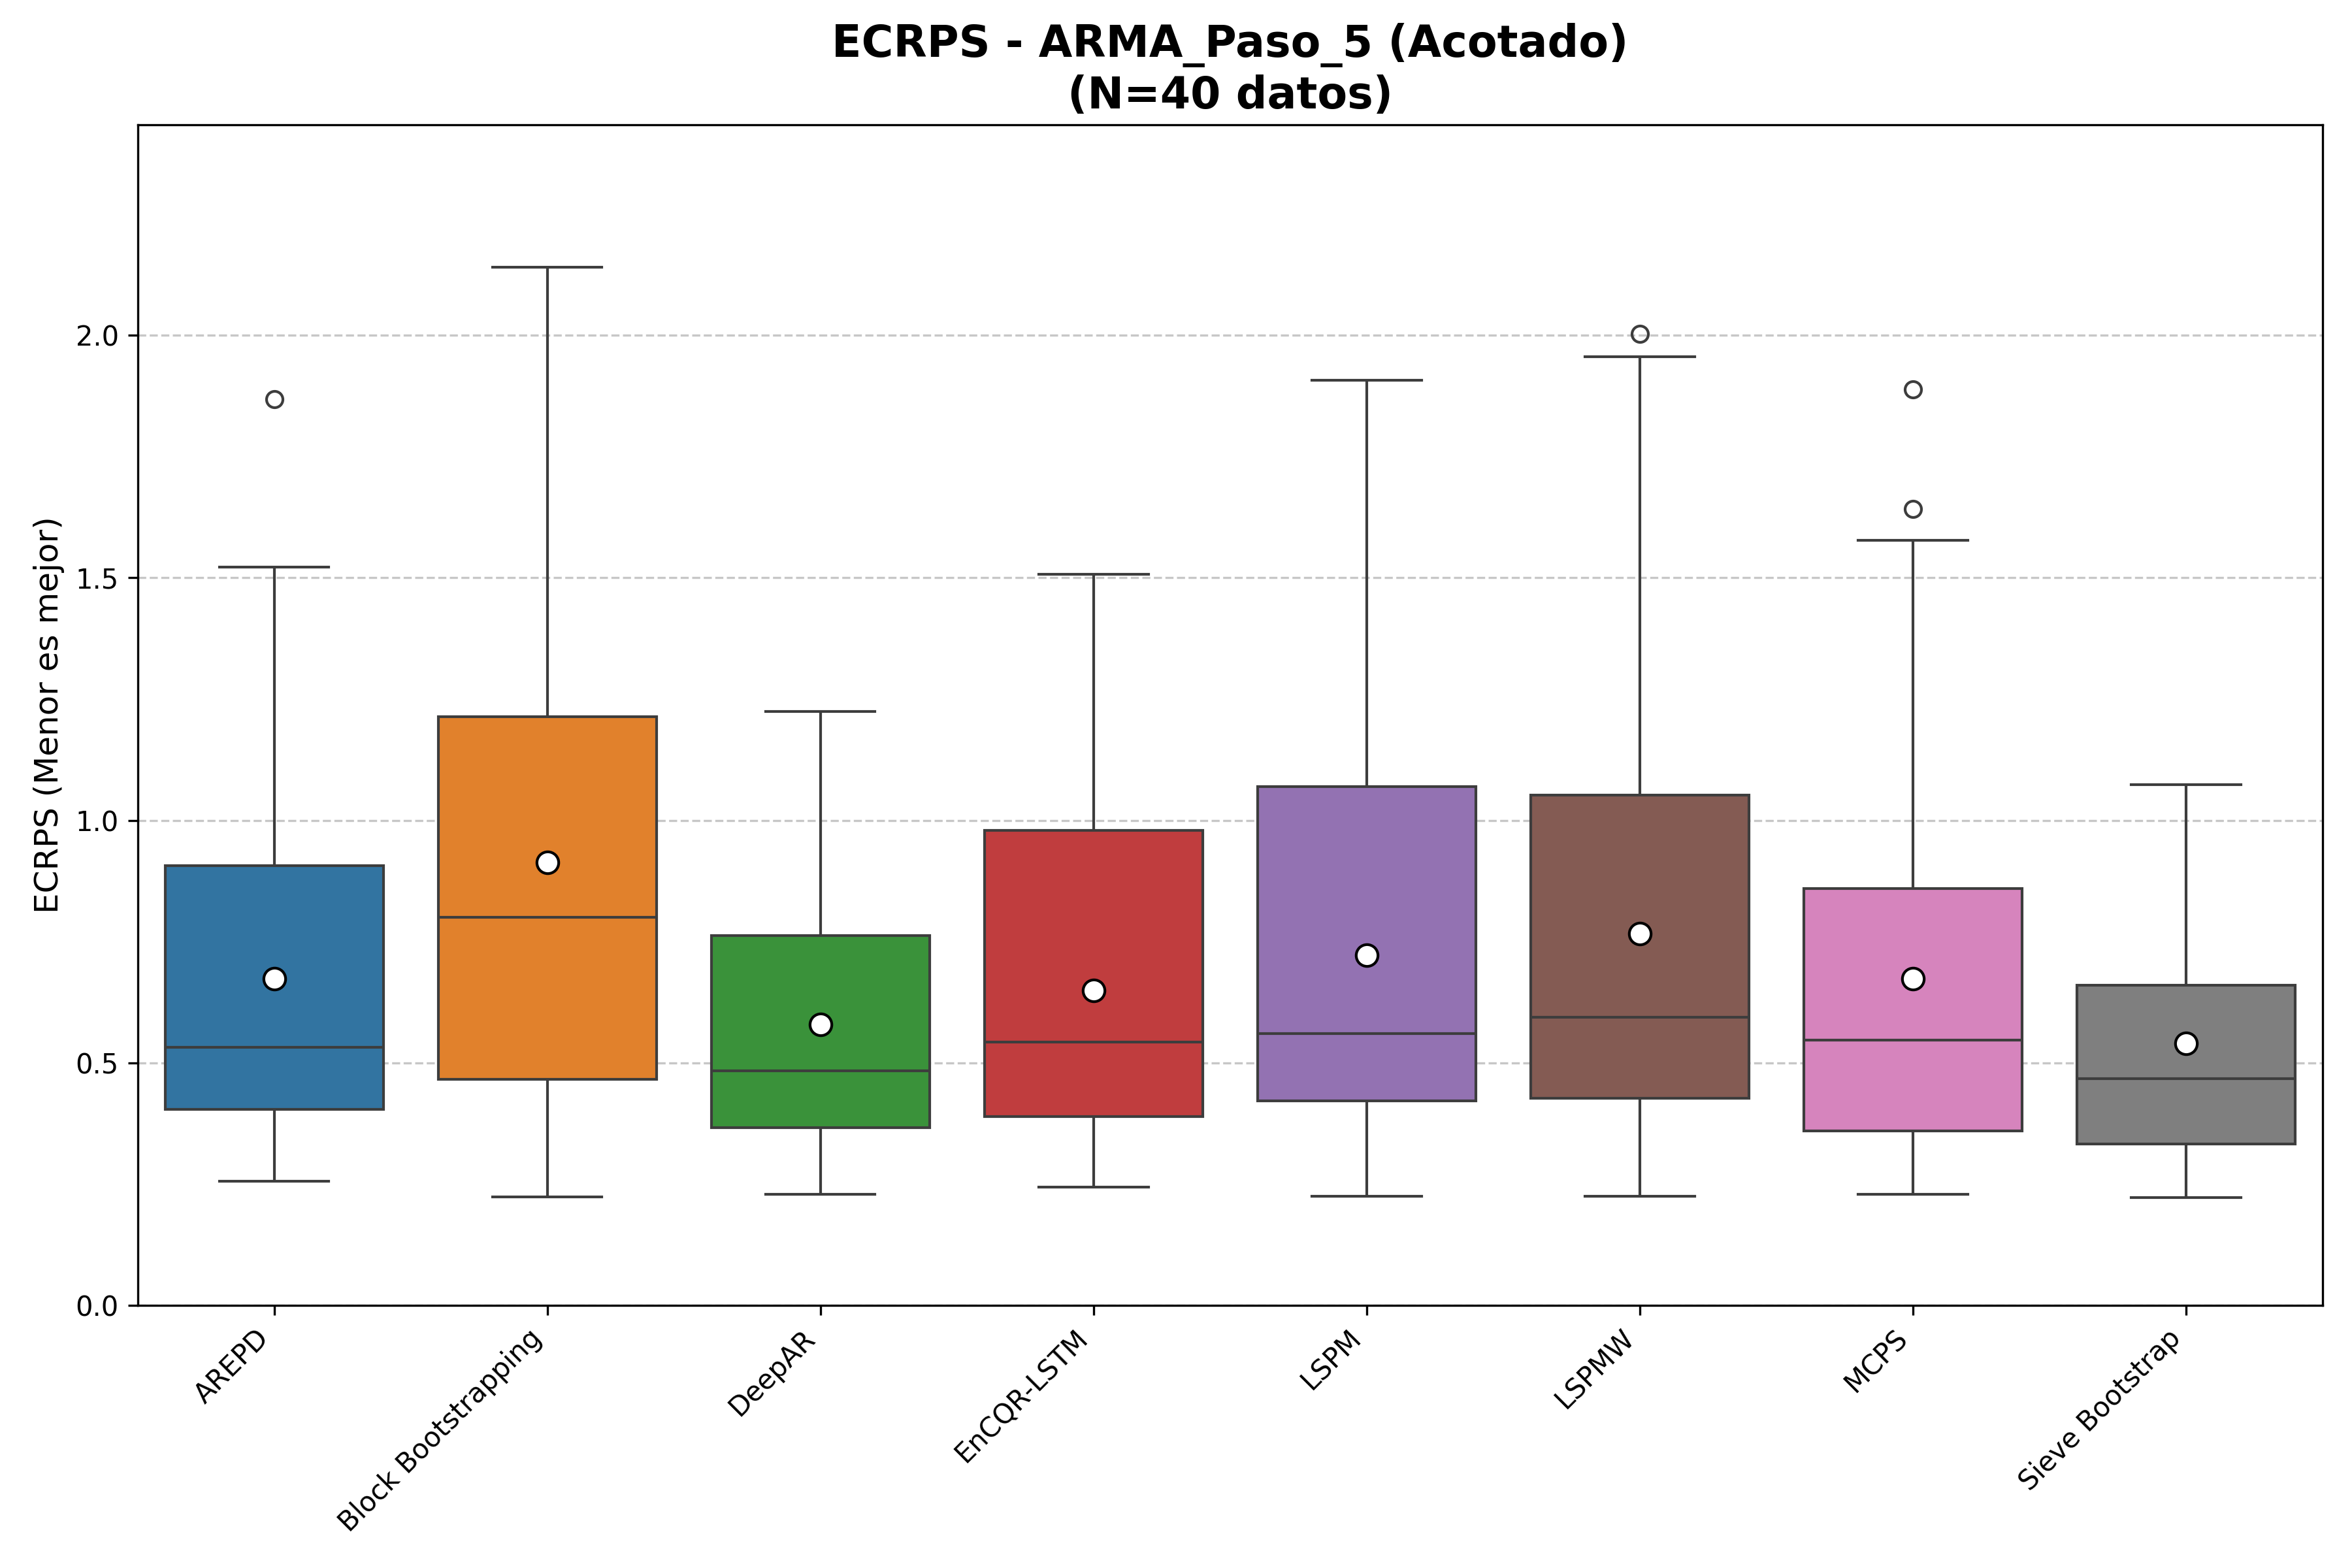 ECRPS - ARMA_Paso_5 (Acotado)
(N=40 datos)
ECRPS (Menor es mejor)
2.0
1.5
1.0
0.5
0.0
AREPD
Block Bootstrapping
DeepAR
EnCQR-LSTM
LSPM
LSPMW
MCPS
Sieve Bootstrap